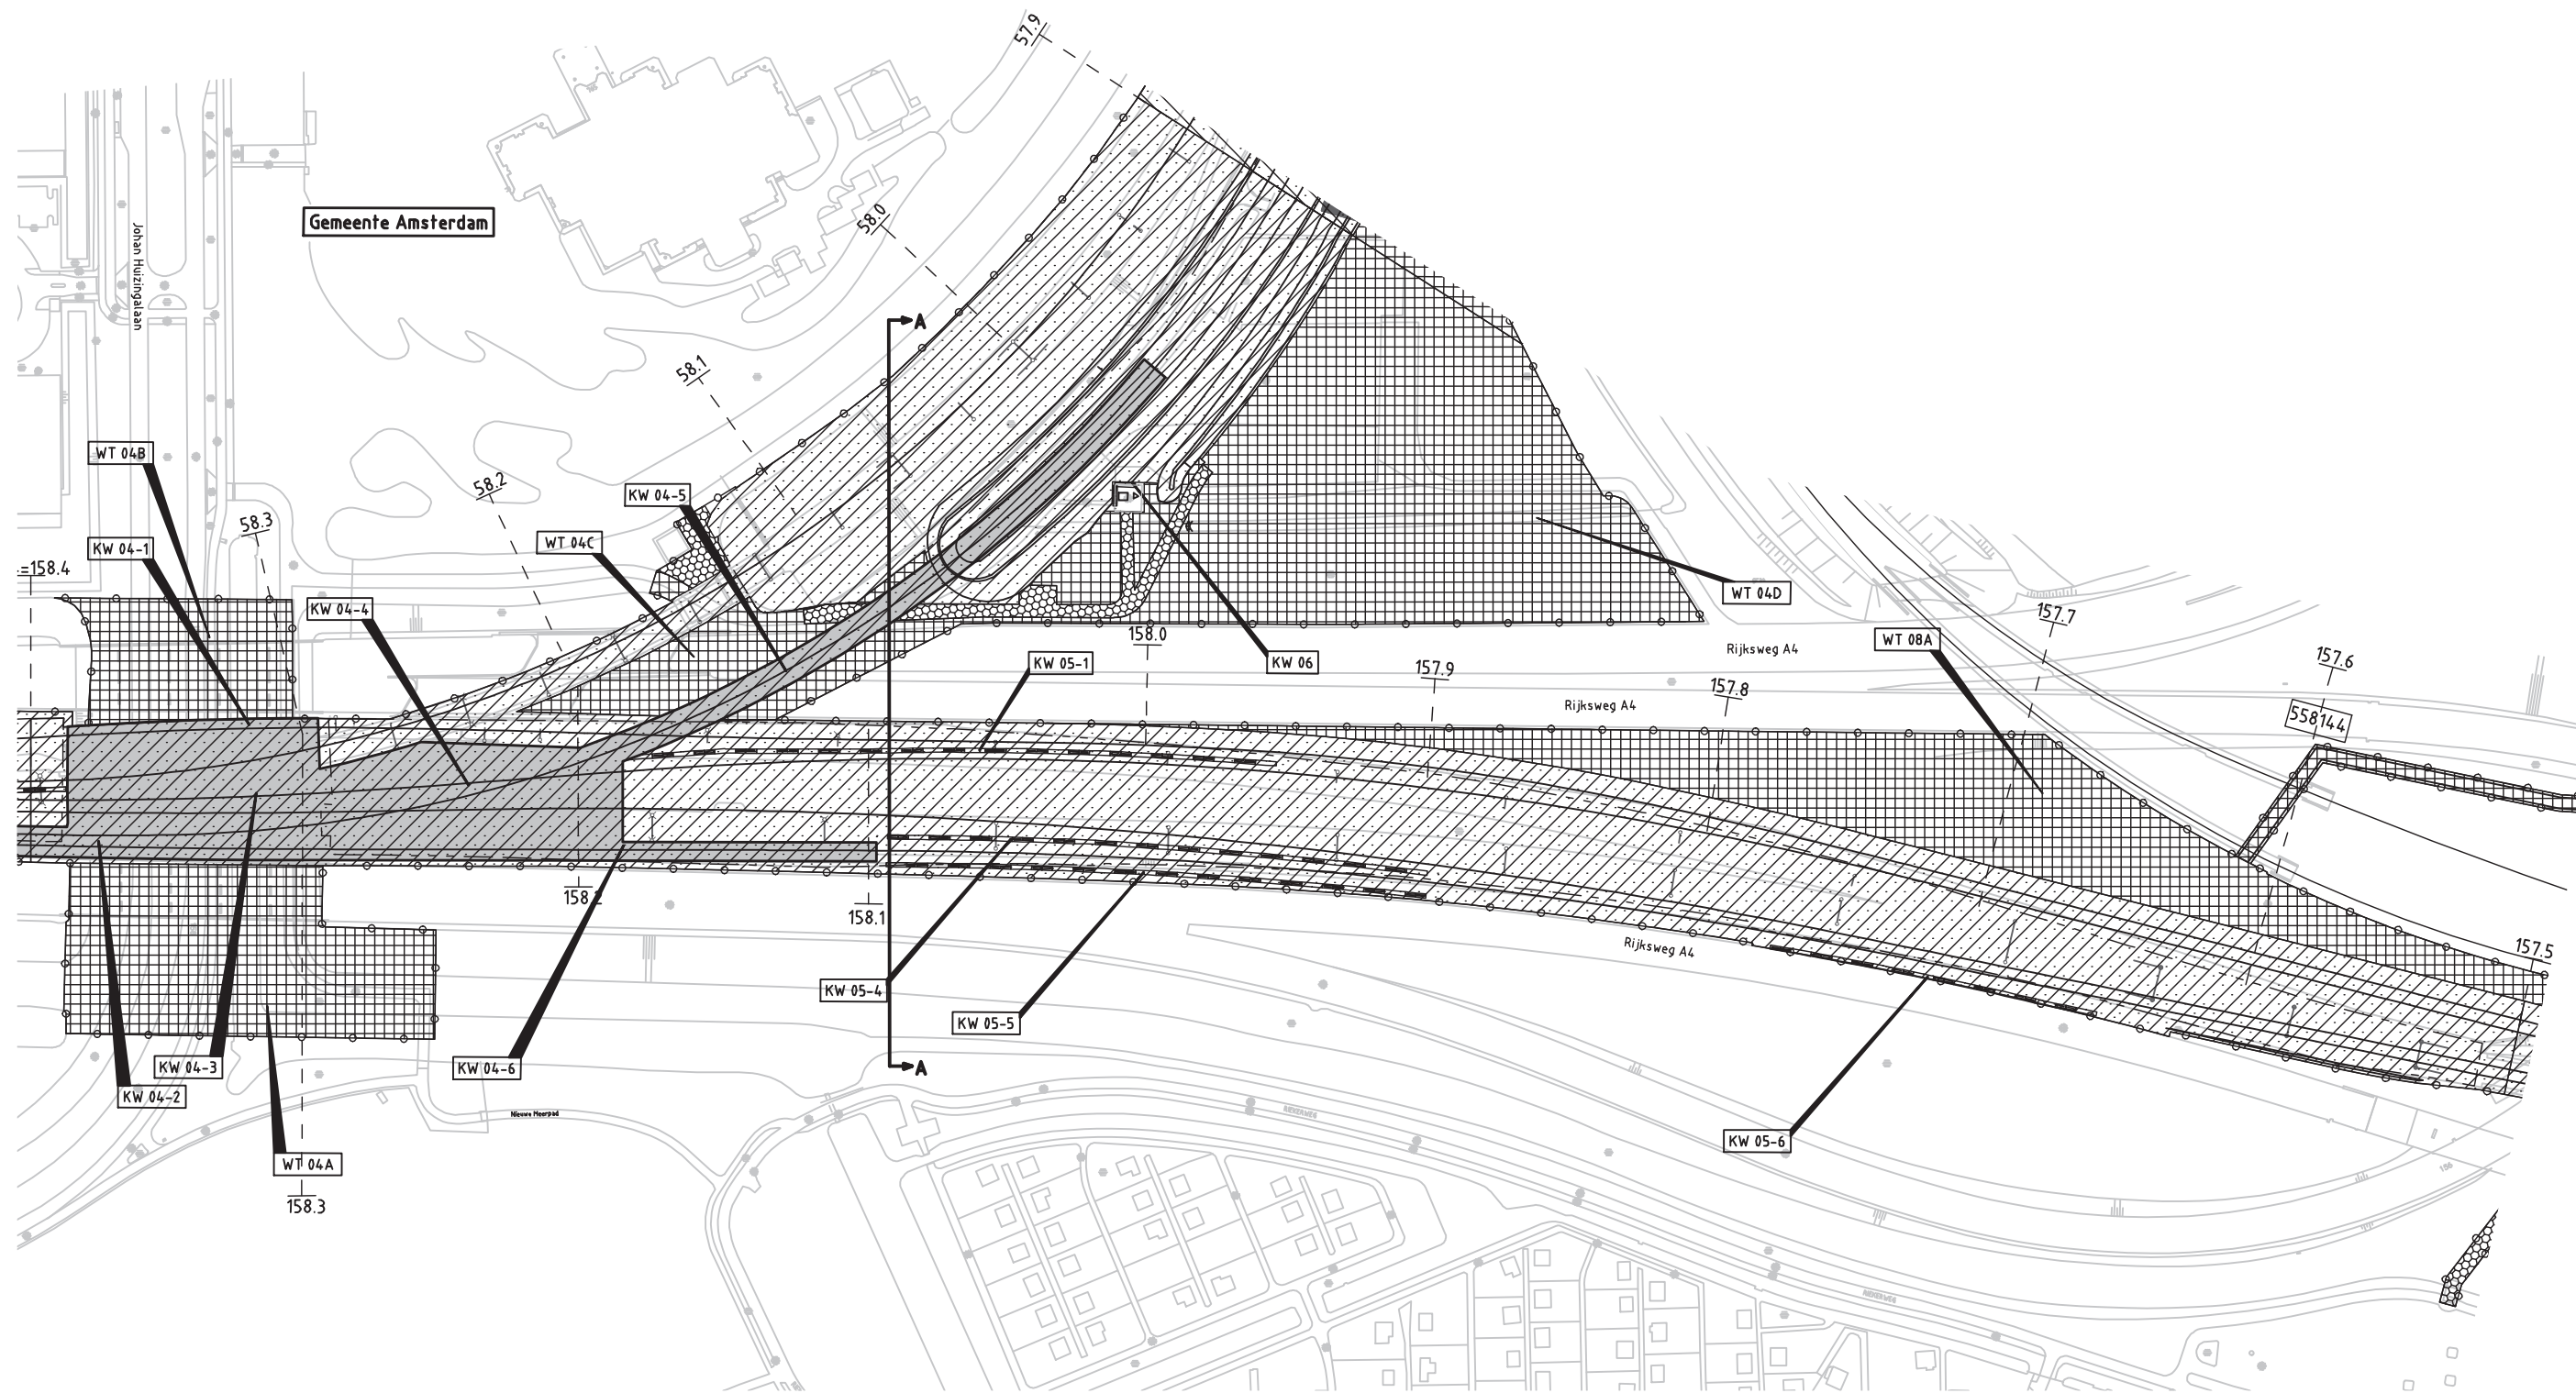 57.9
Gemeente Amsterdam
Johan Huizingalaan
58.0
A
58.1
WT 04B
58.2
KW 04-5
58.3
KW 04-1
WT 04C
=158.4
KW 04-4
WT 04D
157.7
158.0
WT 08A
Rijksweg A4
KW 05-1
KW 06
157.9
157.6
157.8
Rijksweg A4
558144
158.2
158.1
Rijksweg A4
157.5
KW 05-4
KW 05-5
KW 04-3
KW 04-6
A
KW 04-2
Nieuwe Meerpad
RIEKERWEG
KW 05-6
WT 04A
156
158.3
RIEKERWEG